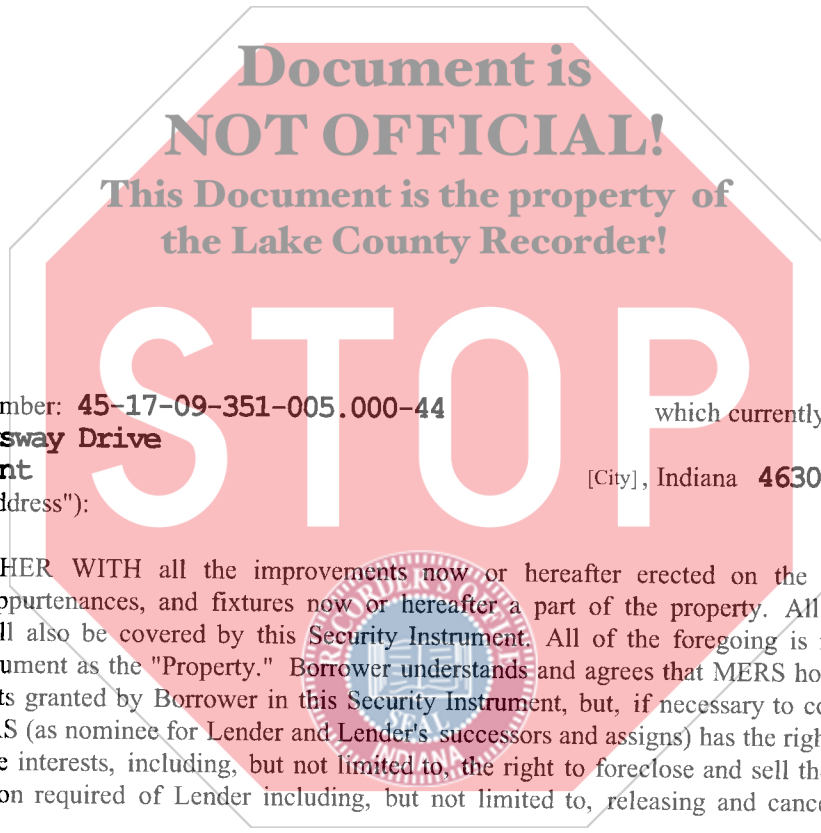 Document is
NOT OFFICIAL!
This Document is the property of
the Lake County Recorder!
STOP
mber: 45-17-09-351-005.000-44
which currently
sway Drive
nt
[City], Indiana 4630
ddress"):
HER WITH all the improvements now or hereafter erected on the
ppurtenances, and fixtures now or hereafter a part of the property. All
ll also be covered by this Security Instrument. All of the foregoing is
ument as the "Property." Borrower understands and agrees that MERS ho
ts granted by Borrower in this Security Instrument, but, if necessary to co
RS (as nominee for Lender and Lender's successors and assigns) has the righ
e interests, including, but not limited to, the right to foreclose and sell th
on required of Lender including, but not limited to, releasing and cance
RECORDER'S OFFICE
SEAL
INDIANA